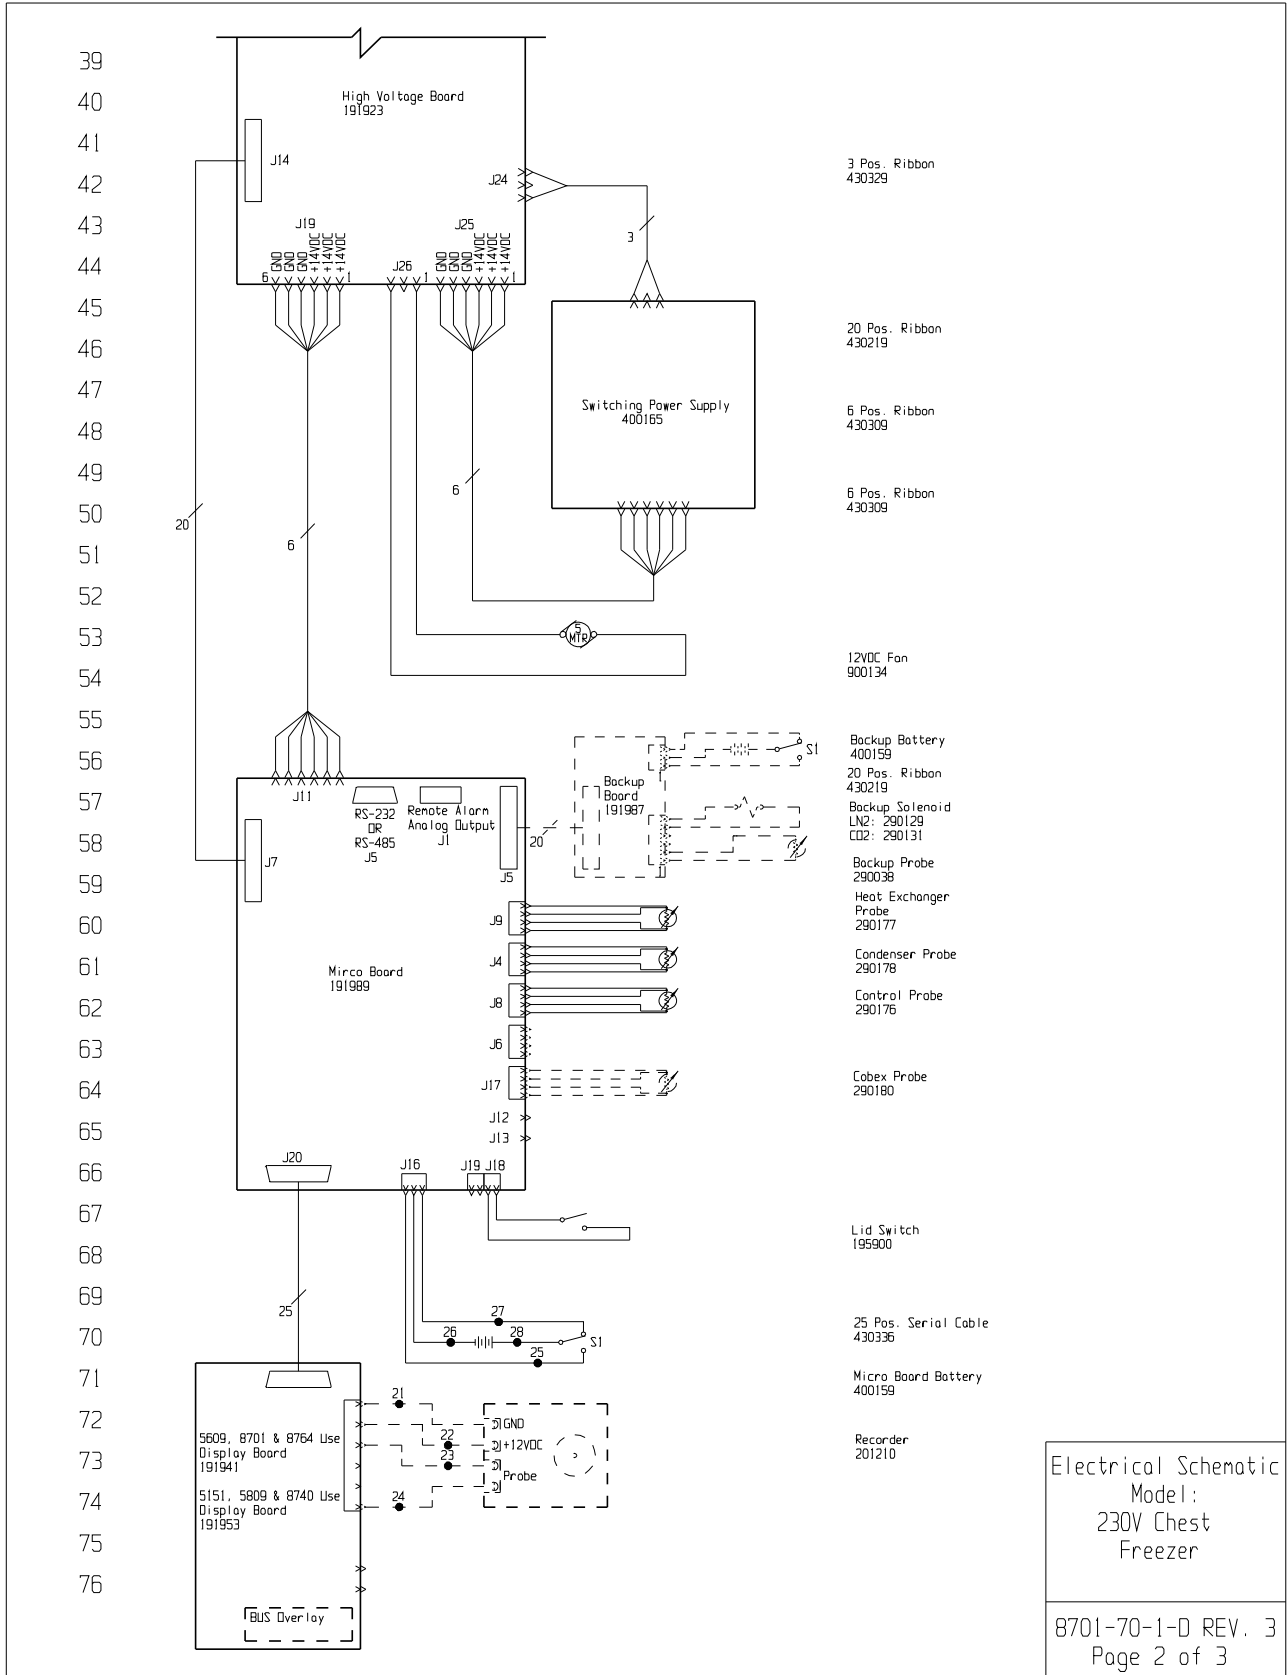 39
40
41
42
43
44
45
46
47
48
49
50
51
52
53
54
55
56
57
58
59
60
61
62
63
64
65
66
67
68
69
70
71
72
73
74
75
76
High Voltage Board
191923
J14
J24
J19
J25
GND
GND
GND
+14VDC
+14VDC
+14VDC
GND
GND
GND
+14VDC
+14VDC
+14VDC
6
1
J26
1
6
1
3
Switching Power Supply
400165
20
6
6
5
MTR
J11
RS-232
OR
RS-485
J5
Remote Alarm
Analog Output
J1
J5
20
Backup
Board
191987
1
1
S1
J7
J9
J4
Mirco Board
191989
J8
J6
J17
J12
J13
J20
J16
J19
J18
25
27
26
28
25
S1
21
22
23
24
GND
+12VDC
Probe
5609, 8701 & 8764 Use
Display Board
191941
5151, 5809 & 8740 Use
Display Board
191953
BUS Overlay
3 Pos. Ribbon
430329
20 Pos. Ribbon
430219
6 Pos. Ribbon
430309
6 Pos. Ribbon
430309
12VDC Fan
900134
Backup Battery
400159
20 Pos. Ribbon
430219
Backup Solenoid
LN2: 290129
CO2: 290131
Backup Probe
290038
Heat Exchanger
Probe
290177
Condenser Probe
290178
Control Probe
290176
Cobex Probe
290180
Lid Switch
195900
25 Pos. Serial Cable
430336
Micro Board Battery
400159
Recorder
201210
Electrical Schematic
Model:
230V Chest
Freezer
8701-70-1-D REV. 3
Page 2 of 3